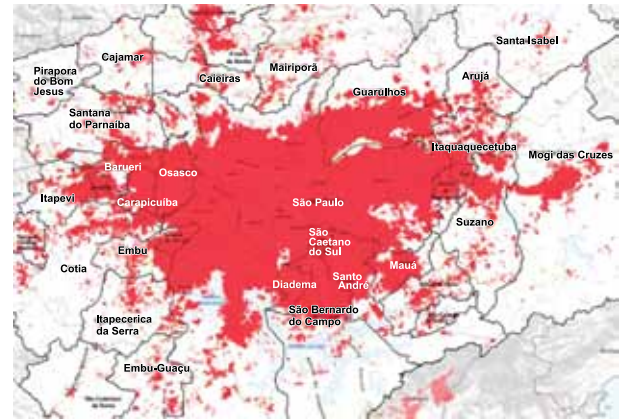 Santa Isabel
Cajamar
Mairiporã
Pirapora
do Bom
Jesus
Caieiras
Arujá
Guarulhos
Santana
do Parnaíba
Itaquaquecetuba
Mogi das Cruzes
Barueri
Osasco
Itapevi
Carapicuíba
São Paulo
Suzano
São
Caetano
do Sul
Embu
Cotia
Mauá
Santo
André
Diadema
São Bernardo
do Campo
Itapecerica
da Serra
Embu-Guaçu